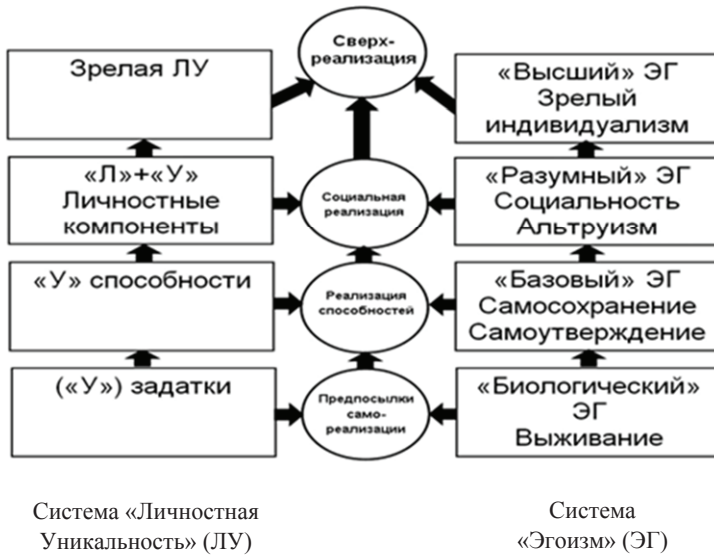 Сверх-
реализация
Зрелая ЛУ
«Высший» ЭГ
Зрелый
индивидуализм
«Л»+«У»
Личностные
компоненты
Социальная
реализация
«Разумный» ЭГ
Социальность
Альтруизм
«У» способности
Реализация
способностей
«Базовый» ЭГ
Самосохранение
Самоутверждение
(«У») задатки
Предпосылки
само-
реализации
«Биологический»
ЭГ
Выживание
Система «Личностная
Уникальность» (ЛУ)
Система
«Эгоизм» (ЭГ)